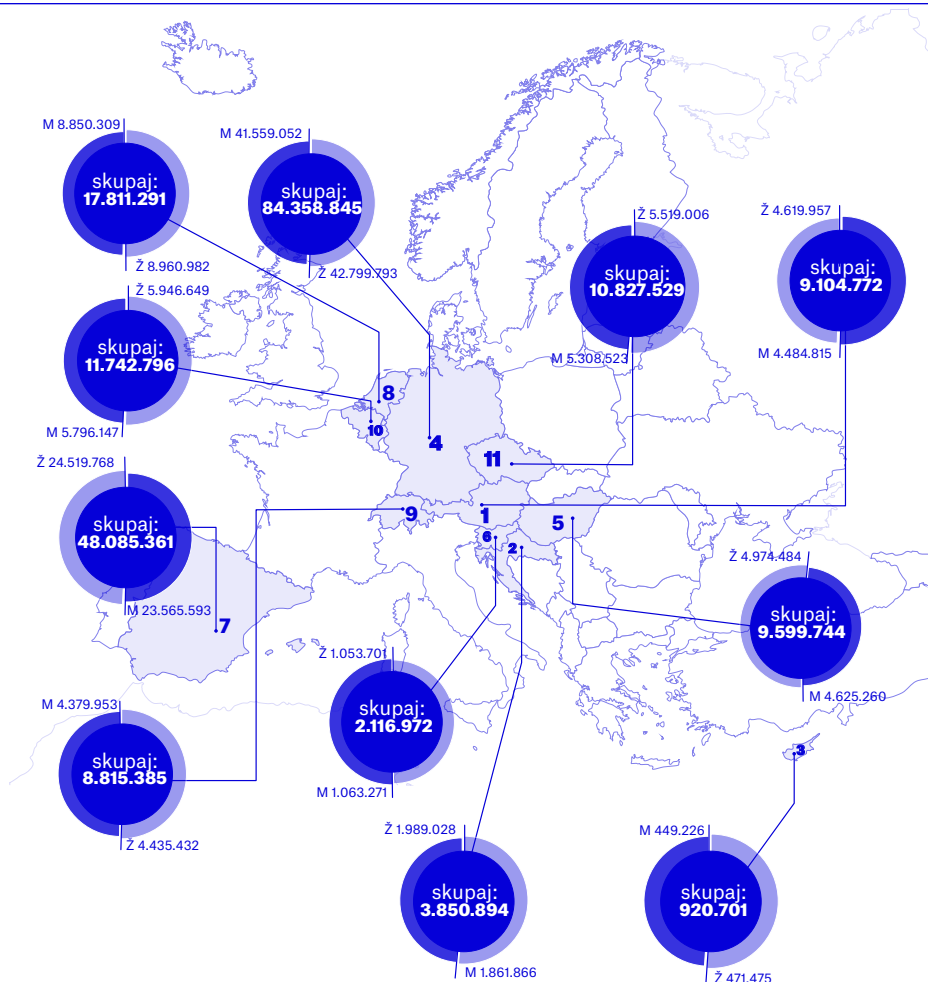 M 8.850.309
skupaj:
17.811.291
Ž 8.960.982
M 41.559.052
skupaj:
84.358.845
Ž 42.799.793
Ž 5.519.006
skupaj:
10.827.529
M 5.308.523
Ž 4.619.957
skupaj:
9.104.772
M 4.484.815
Ž 5.946.649
skupaj:
11.742.796
M 5.796.147
8
10
4
11
1
9
5
6
2
7
3
Ž 24.519.768
skupaj:
48.085.361
M 23.565.593
Ž 4.974.484
skupaj:
9.599.744
M 4.625.260
M 4.379.953
skupaj:
8.815.385
Ž 4.435.432
Ž 1.053.701
skupaj:
2.116.972
M 1.063.271
Ž 1.989.028
skupaj:
3.850.894
M 1.861.866
M 449.226
skupaj:
920.701
Ž 471.475